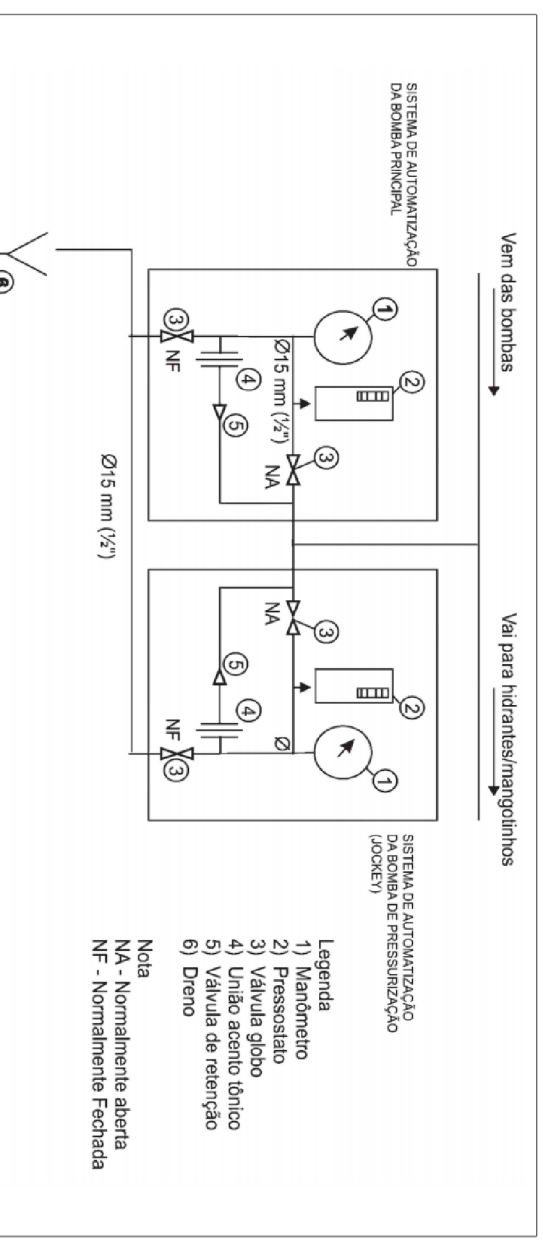 Vem das bombas
Vai para hidrantes/mangotinhos
SISTEMA DE AUTOMATIZAÇÃO
DA BOMBA PRINCIPAL
SISTEMA DE AUTOMATIZAÇÃO
DA BOMBA DE PRESSURIZAÇÃO
(JOCKEY)
1
2
2
1
3
3
Ø15 mm (½")
NA
NA
Ø
4
5
5
4
3
NF
NF
3
Ø15 mm (½")
6
Legenda
1) Manômetro
2) Pressostato
3) Válvula globo
4) União acento tônico
5) Válvula de retenção
6) Dreno
Nota
NA - Normalmente aberta
NF - Normalmente Fechada